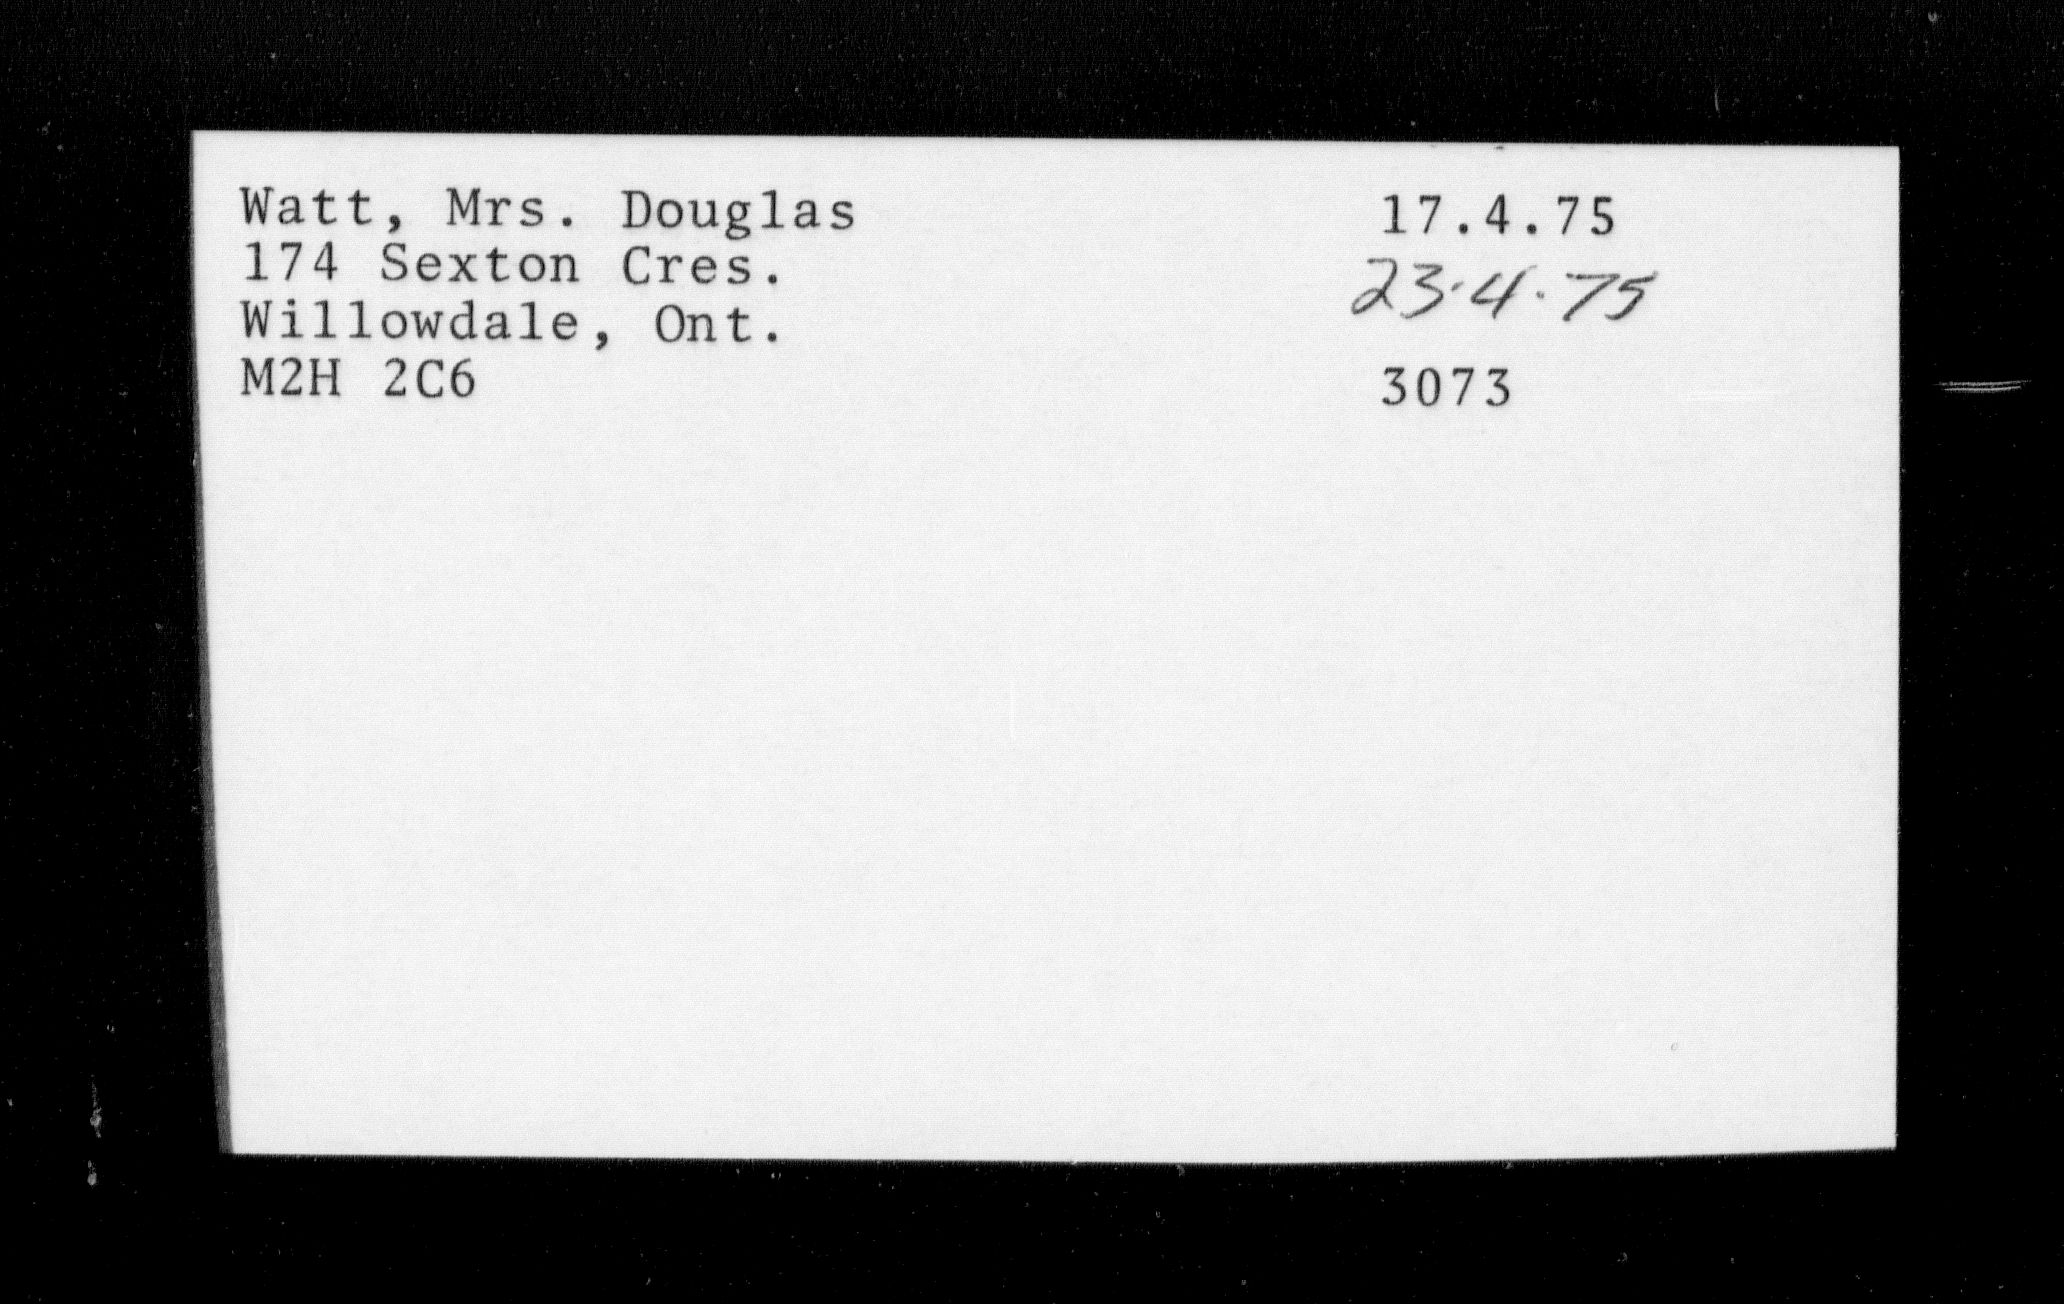 Watt, Mrs. Douglas
174 Sexton Cres.
Willowdale, Ont.
M2H 2C6
17.4.75
23.4.75
3073